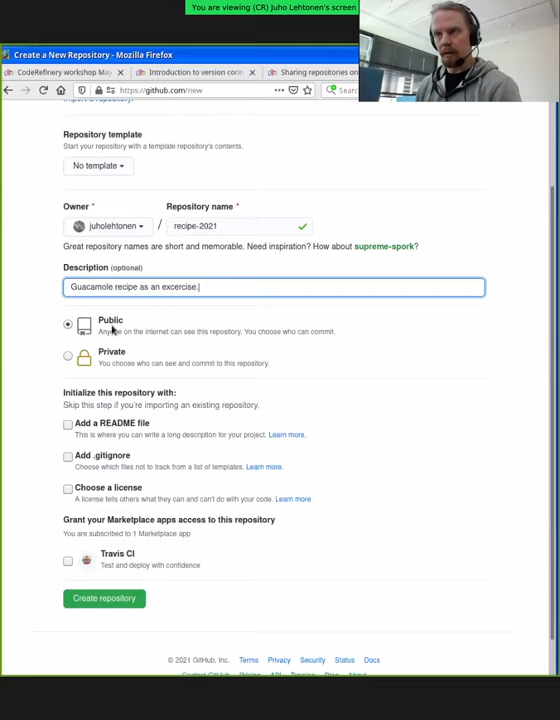 You are viewing (CR) Juho Lehtonen's screen
Create a New Repository - Mozilla Firefox
CodeRefinery workshop May
Introduction to version cont
Sharing repositories on
https://github.com/new
Sear
Repository template
Start your repository with a template repository's contents.
No template
Owner *
Repository name *
juholehtonen
/
recipe-2021
Great repository names are short and memorable. Need inspiration? How about supreme-spork?
Description (optional)
Guacamole recipe as an excercise.
Public
Anyone on the internet can see this repository. You choose who can commit.
Private
You choose who can see and commit to this repository.
Initialize this repository with:
Skip this step if you're importing an existing repository.
Add a README file
This is where you can write a long description for your project. Learn more.
Add .gitignore
Choose which files not to track from a list of templates. Learn more.
Choose a license
A license tells others what they can and can't do with your code. Learn more.
Grant your Marketplace apps access to this repository
You are subscribed to 1 Marketplace app
Travis CI
Test and deploy with confidence
Create repository
© 2021 GitHub, Inc. Terms Privacy Security Status Docs